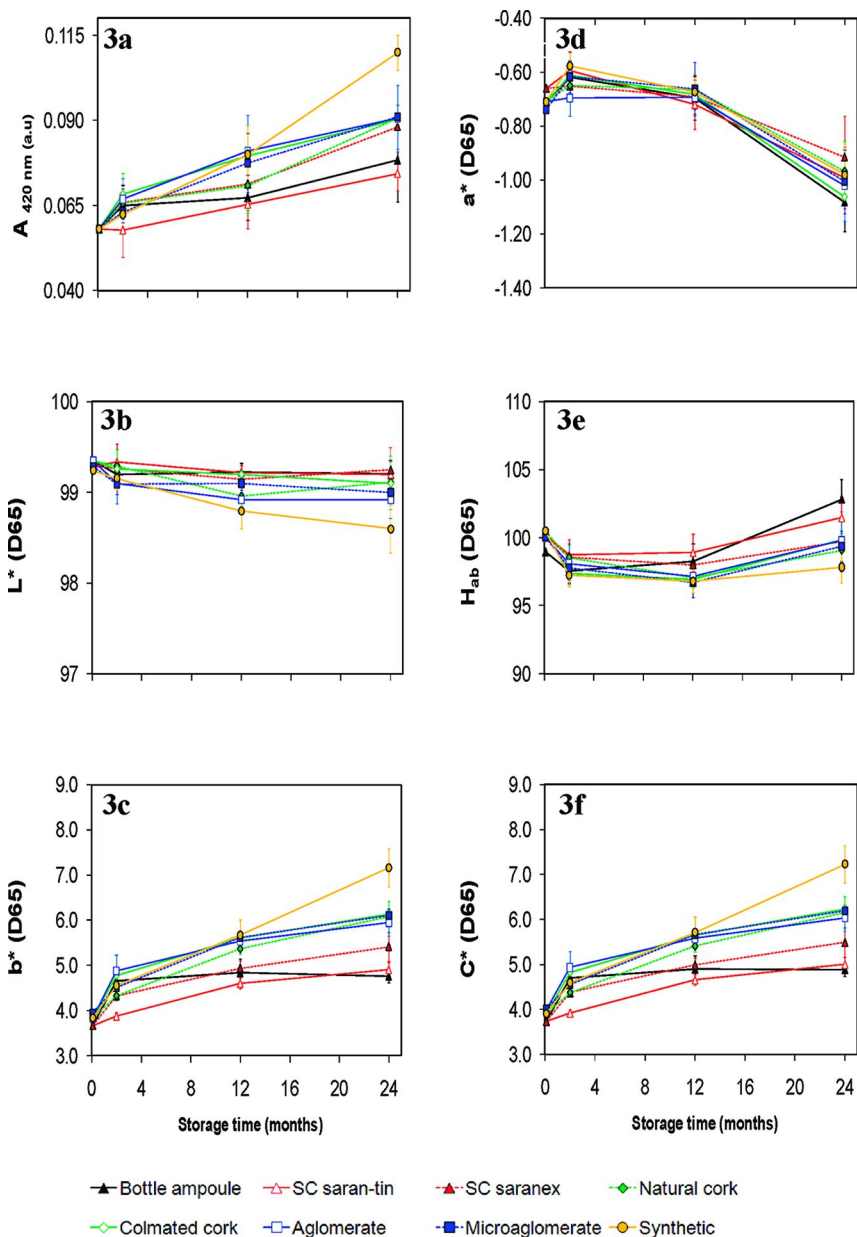 3a
0.115
0.090
0.065
0.040
A 420 nm (a.u)
3d
-0.40
-0.60
-0.80
-1.00
-1.20
-1.40
a* (D65)
3b
100
99
98
97
L* (D65)
3e
110
105
100
95
90
Hab (D65)
3c
9.0
8.0
7.0
6.0
5.0
4.0
3.0
b* (D65)
0 4 8 12 16 20 24
Storage time (months)
3f
9.0
8.0
7.0
6.0
5.0
4.0
3.0
C* (D65)
0 4 8 12 16 20 24
Storage time (months)
Bottle ampoule SC saran-tin SC saranex Natural cork
Colmated cork Aglomerate Microaglomerate Synthetic